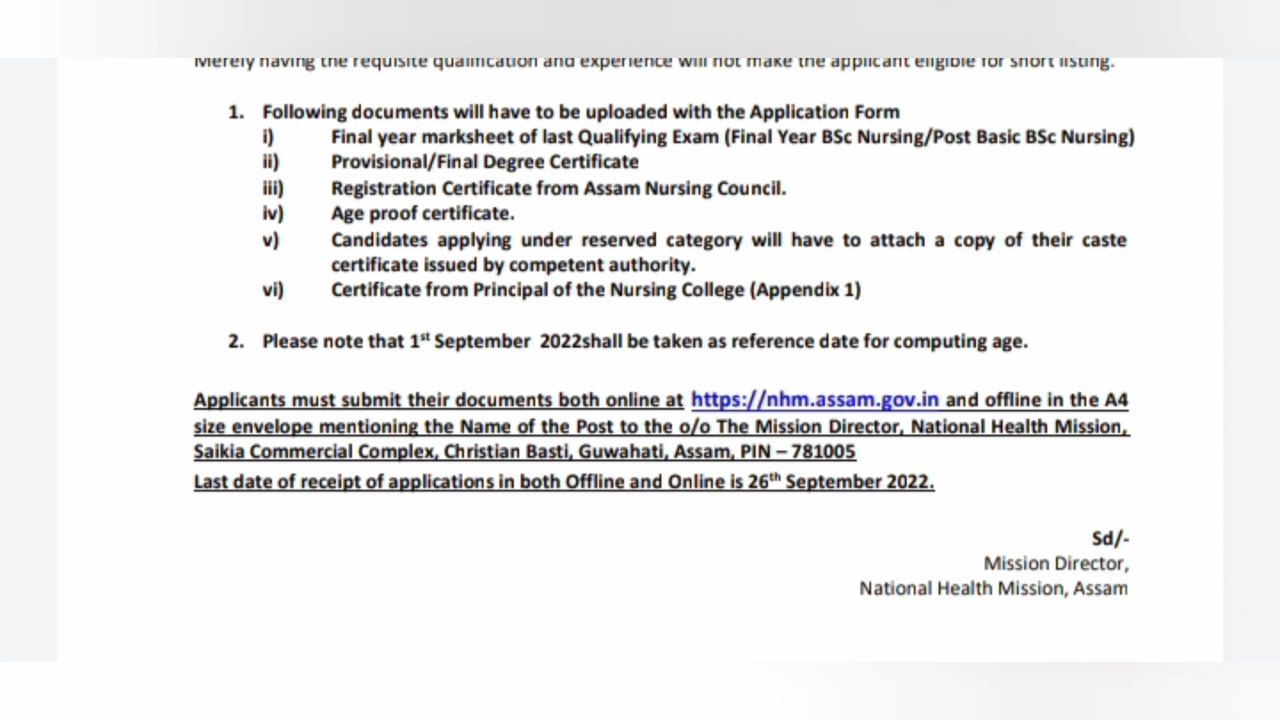 Merely having the requisite qualification and experience will not make the applicant eligible for short listing.
1. Following documents will have to be uploaded with the Application Form
i) Final year marksheet of last Qualifying Exam (Final Year BSc Nursing/Post Basic BSc Nursing)
ii) Provisional/Final Degree Certificate
iii) Registration Certificate from Assam Nursing Council.
iv) Age proof certificate.
v) Candidates applying under reserved category will have to attach a copy of their caste
certificate issued by competent authority.
vi) Certificate from Principal of the Nursing College (Appendix 1)
2. Please note that 1st September 2022shall be taken as reference date for computing age.
Applicants must submit their documents both online at https://nhm.assam.gov.in and offline in the A4
size envelope mentioning the Name of the Post to the o/o The Mission Director, National Health Mission,
Saikia Commercial Complex, Christian Basti, Guwahati, Assam, PIN – 781005
Last date of receipt of applications in both Offline and Online is 26th September 2022.
Sd/-
Mission Director,
National Health Mission, Assam